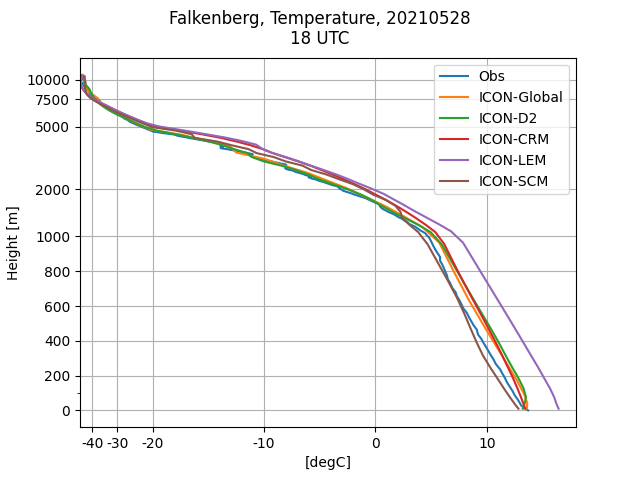 Falkenberg, Temperature, 20210528
18 UTC
Height [m]
10000
7500
5000
2000
1000
800
600
400
200
0
Obs
ICON-Global
ICON-D2
ICON-CRM
ICON-LEM
ICON-SCM
-40 -30 -20 -10 0 10
[degC]